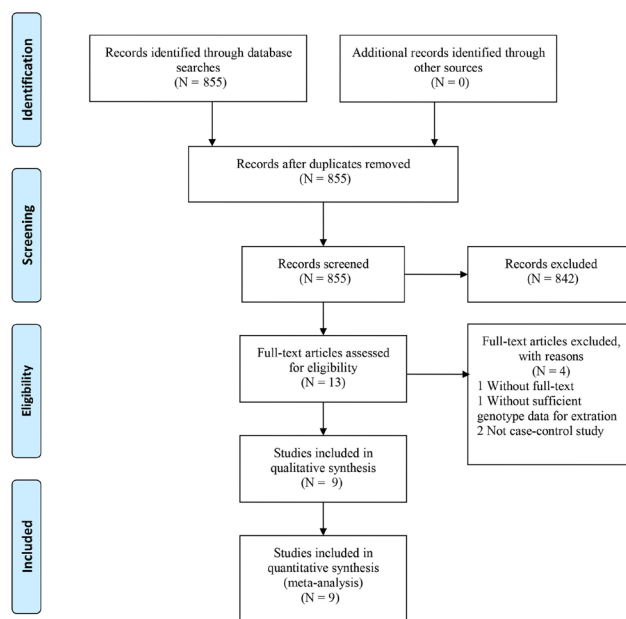 Identification
Records identified through database
searches
(N = 855)
Additional records identified through
other sources
(N = 0)
Records after duplicates removed
(N = 855)
Screening
Records screened
(N = 855)
Records excluded
(N = 842)
Eligibility
Full-text articles assessed
for eligibility
(N = 13)
Full-text articles excluded,
with reasons
(N = 4)
1 Without full-text
1 Without sufficient
genotype data for extration
2 Not case-control study
Studies included in
qualitative synthesis
(N = 9)
Included
Studies included in
quantitative synthesis
(meta-analysis)
(N = 9)